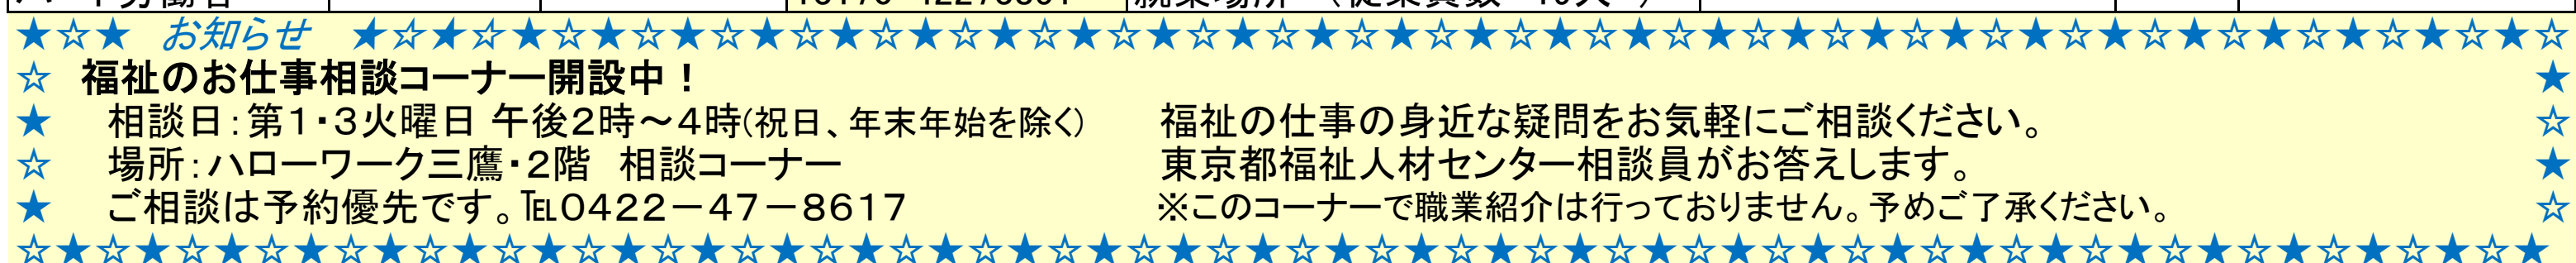 ★☆★ お知らせ ★☆★☆★☆★☆★☆★☆★☆★☆★☆★☆★☆★☆★☆★☆★☆★☆★☆★☆★☆★☆★☆★☆★☆★☆★☆★☆★☆★☆★☆★☆
☆ 福祉のお仕事相談コーナー開設中！ ★
★ 相談日：第１・３火曜日 午後２時～４時(祝日、年末年始を除く) 福祉の仕事の身近な疑問をお気軽にご相談ください。 ☆
☆ 場所：ハローワーク三鷹・２階 相談コーナー 東京都福祉人材センター相談員がお答えします。 ★
★ ご相談は予約優先です。℡０４２２－４７－８６１７ ※このコーナーで職業紹介は行っておりません。予めご了承ください。 ☆
☆★☆★☆★☆★☆★☆★☆★☆★☆★☆★☆★☆★☆★☆★☆★☆★☆★☆★☆★☆★☆★☆★☆★☆★☆★☆★☆★☆★☆★☆★☆★☆★☆★